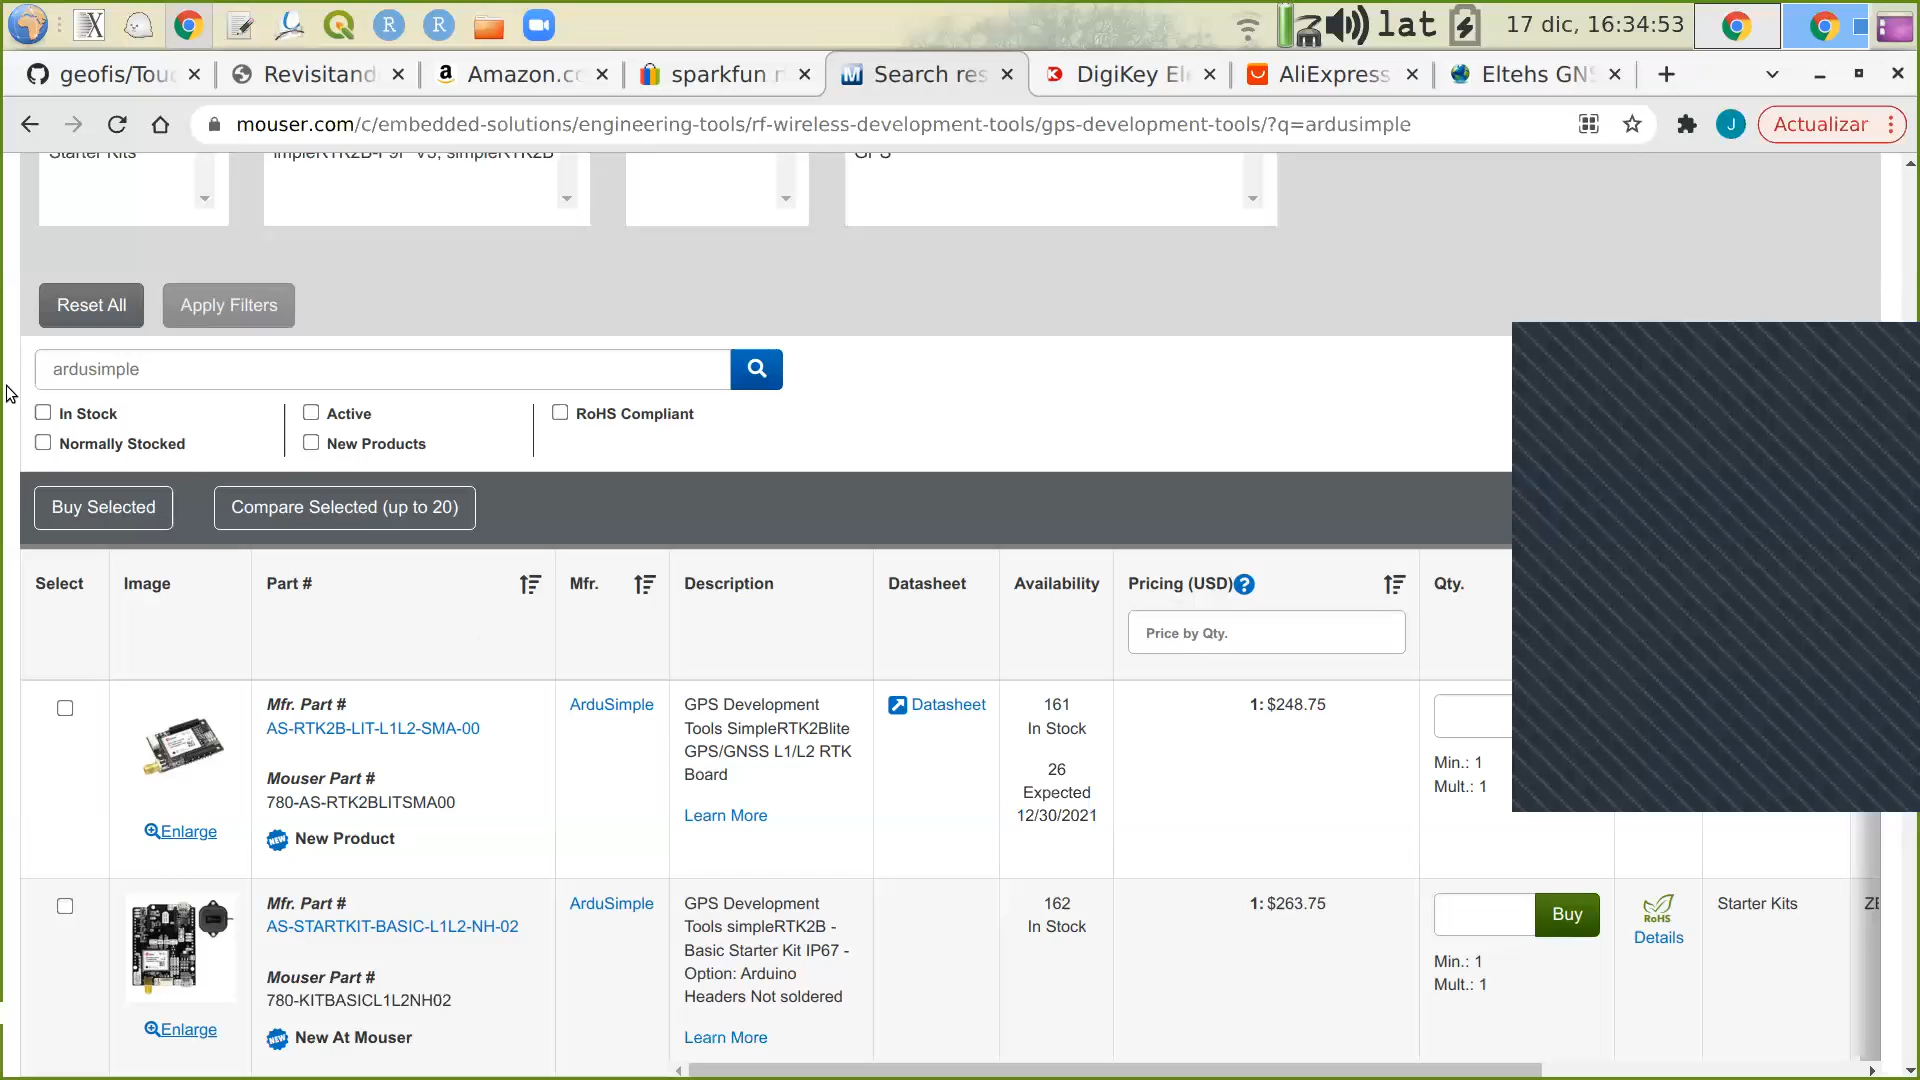 lat
17 dic, 16:34:53
geofis/Tou
Revisitand
Amazon.co
sparkfun r
Search res
DigiKey El
AliExpress
Eltehs GN
mouser.com/c/embedded-solutions/engineering-tools/rf-wireless-development-tools/gps-development-tools/?q=ardusimple
J
Actualizar
Starter Kits
impleRTK2B-F9P V3, simpleRTK2B
GPS
Reset All
Apply Filters
ardusimple
In Stock
Active
RoHS Compliant
Normally Stocked
New Products
Buy Selected
Compare Selected (up to 20)
Select
Image
Part #
Mfr.
Description
Datasheet
Availability
Pricing (USD)
Qty.
Price by Qty.
Mfr. Part #
AS-RTK2B-LIT-L1L2-SMA-00
Mouser Part #
780-AS-RTK2BLITSMA00
New Product
Enlarge
ArduSimple
GPS Development
Tools SimpleRTK2Blite
GPS/GNSS L1/L2 RTK
Board
Learn More
Datasheet
161
In Stock
26
Expected
12/30/2021
1: $248.75
Min.: 1
Mult.: 1
Mfr. Part #
AS-STARTKIT-BASIC-L1L2-NH-02
Mouser Part #
780-KITBASICL1L2NH02
New At Mouser
Enlarge
ArduSimple
GPS Development
Tools simpleRTK2B -
Basic Starter Kit IP67 -
Option: Arduino
Headers Not soldered
Learn More
162
In Stock
1: $263.75
Buy
Min.: 1
Mult.: 1
RoHS
Details
Starter Kits